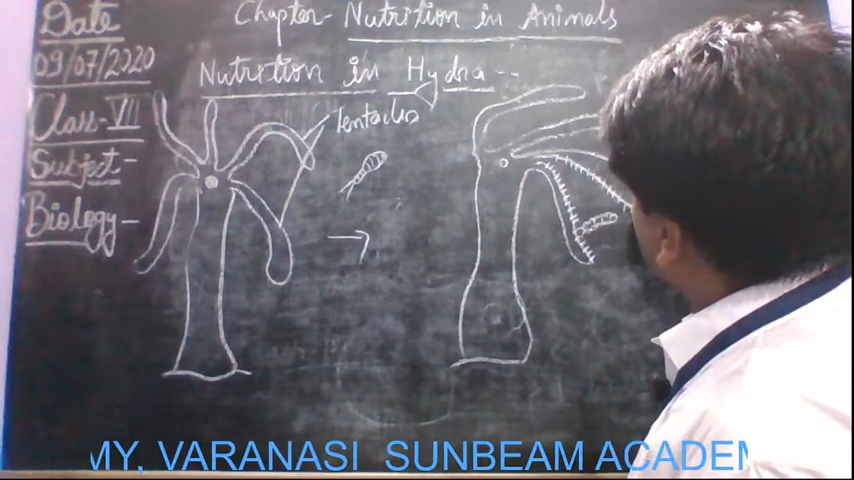 Chapter- Nutrition in Animals
Date
09/07/2020
Class-VII
Subject-
Biology-
Nutrition in Hydra --
Tentacles
MY, VARANASI SUNBEAM ACADEM